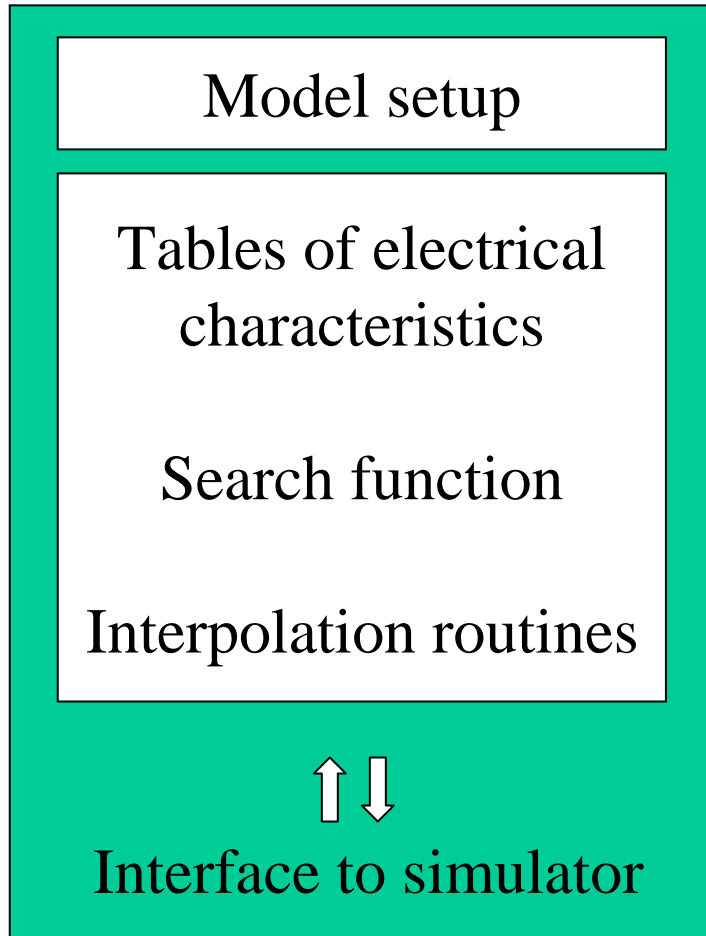 Model setup
Tables of electrical
characteristics
Search function
Interpolation routines
Interface to simulator